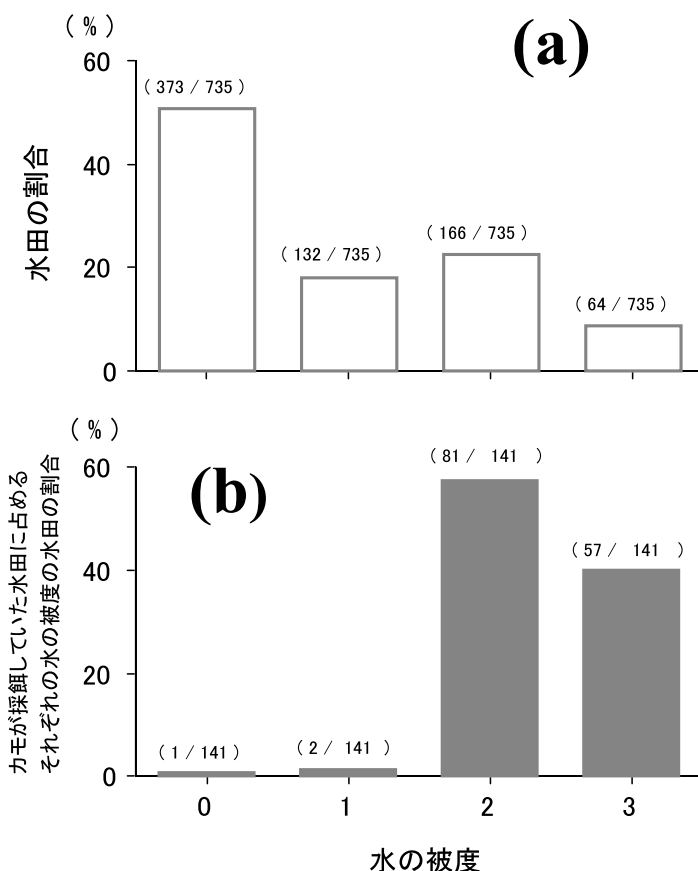 （%）
(a)
60
（ 373 / 735 ）
40
水田の割合
（ 166 / 735 ）
（ 132 / 735 ）
20
（ 64 / 735 ）
0
（%）
（ 81 / 141 ）
60
(b)
（ 57 / 141 ）
40
カモが採餌していた水田に占める
それぞれの水の被度の水田の割合
20
（ 1 / 141 ）
（ 2 / 141 ）
0
0 1 2 3
水の被度